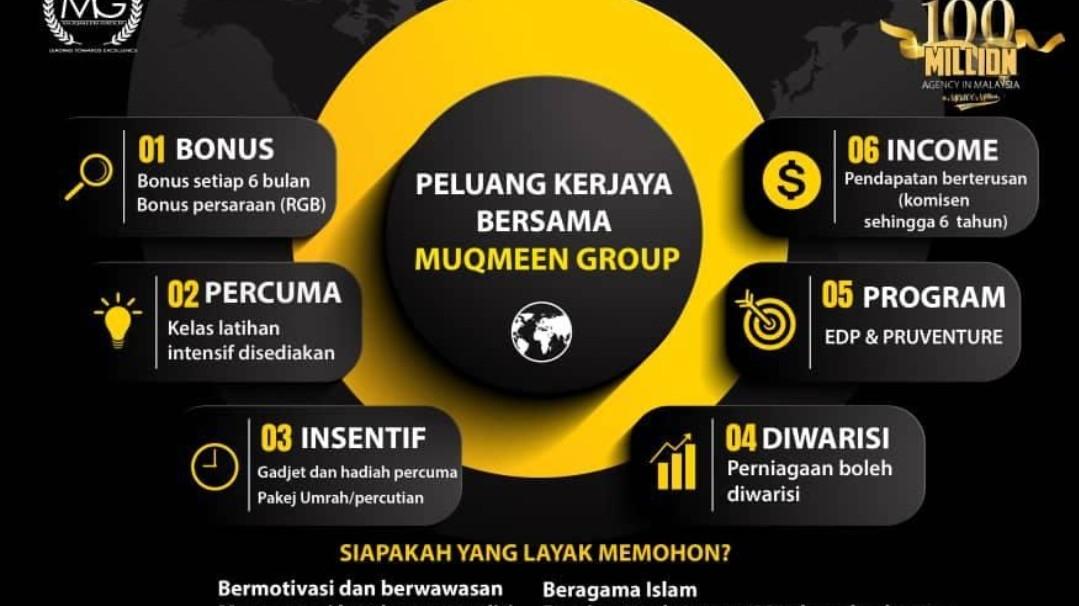 MG
LEADING TOWARDS EXCELLENCE
100
MILLION
AGENCY IN MALAYSIA
PELUANG KERJAYA
BERSAMA
MUQMEEN GROUP
01 BONUS
Bonus setiap 6 bulan
Bonus persaraan (RGB)
02 PERCUMA
Kelas latihan
intensif disediakan
03 INSENTIF
Gadjet dan hadiah percuma
Pakej Umrah/percutian
04 DIWARISI
Perniagaan boleh
diwarisi
05 PROGRAM
EDP & PRUVENTURE
06 INCOME
Pendapatan berterusan
(komisen
sehingga 6 tahun)
SIAPAKAH YANG LAYAK MEMOHON?
Bermotivasi dan berwawasan
Beragama Islam